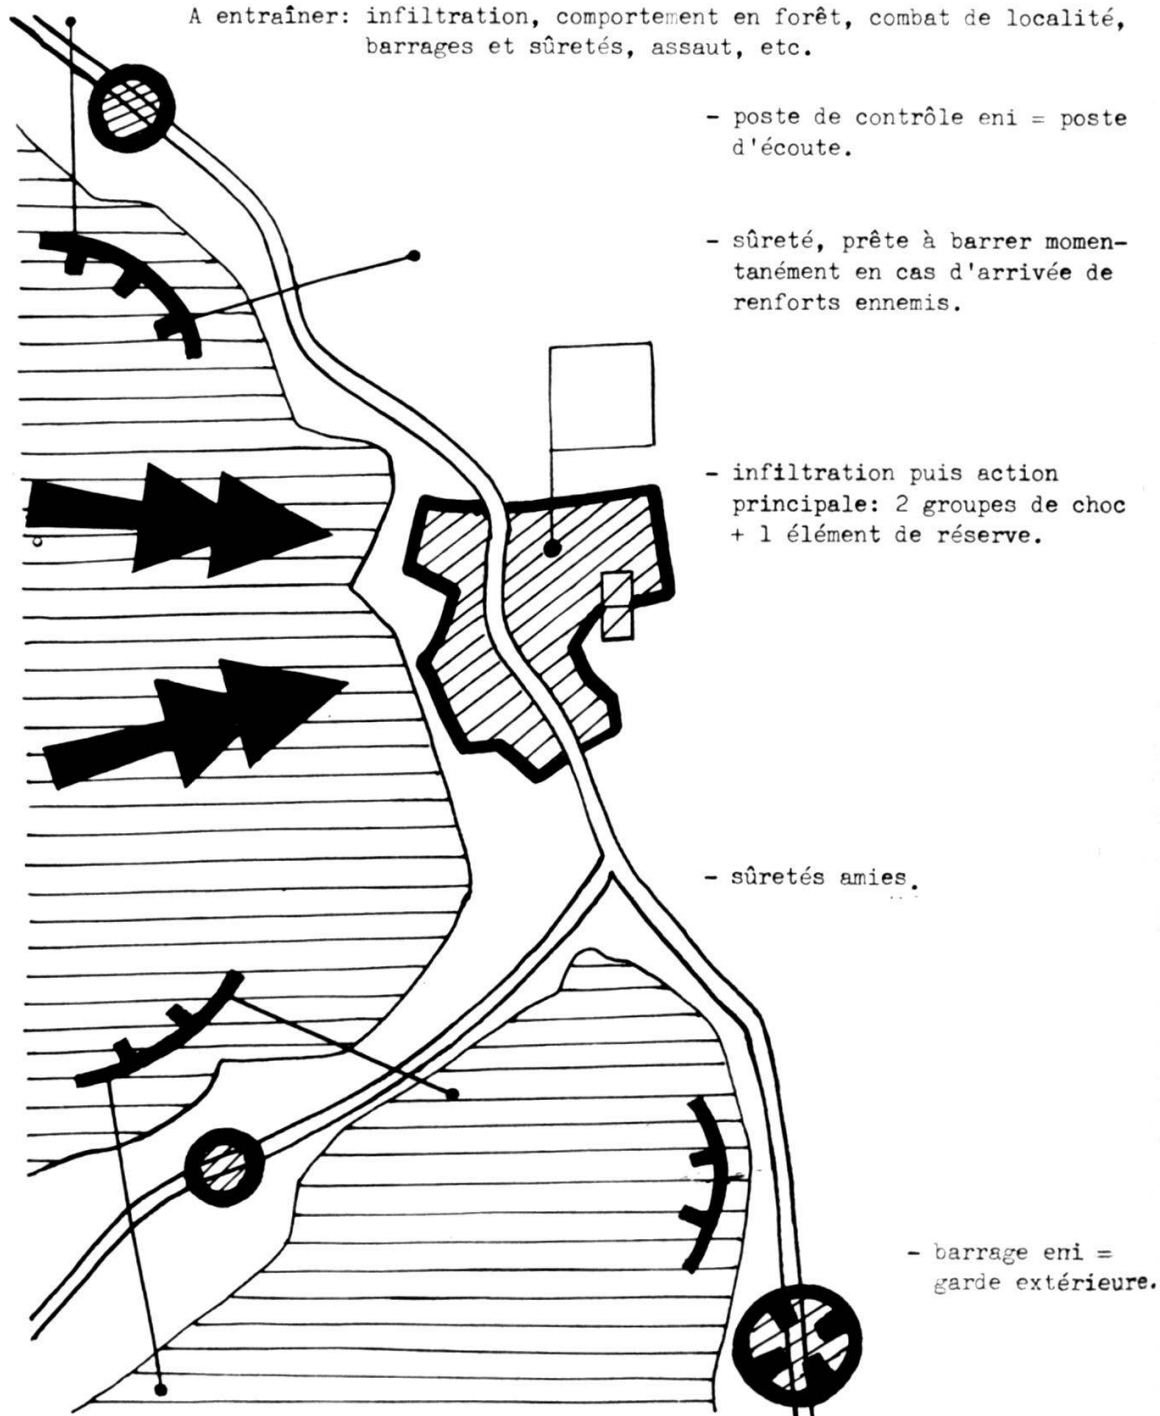 A entraîner: infiltration, comportement en forêt, combat de localité,
barrages et sûretés, assaut, etc.
- poste de contrôle eni = poste
d'écoute.
- sûreté, prête à barrer momen-
tanément en cas d'arrivée de
renforts ennemis.
- infiltration puis action
principale: 2 groupes de choc
+ 1 élément de réserve.
- sûretés amies.
- barrage eni =
garde extérieure.